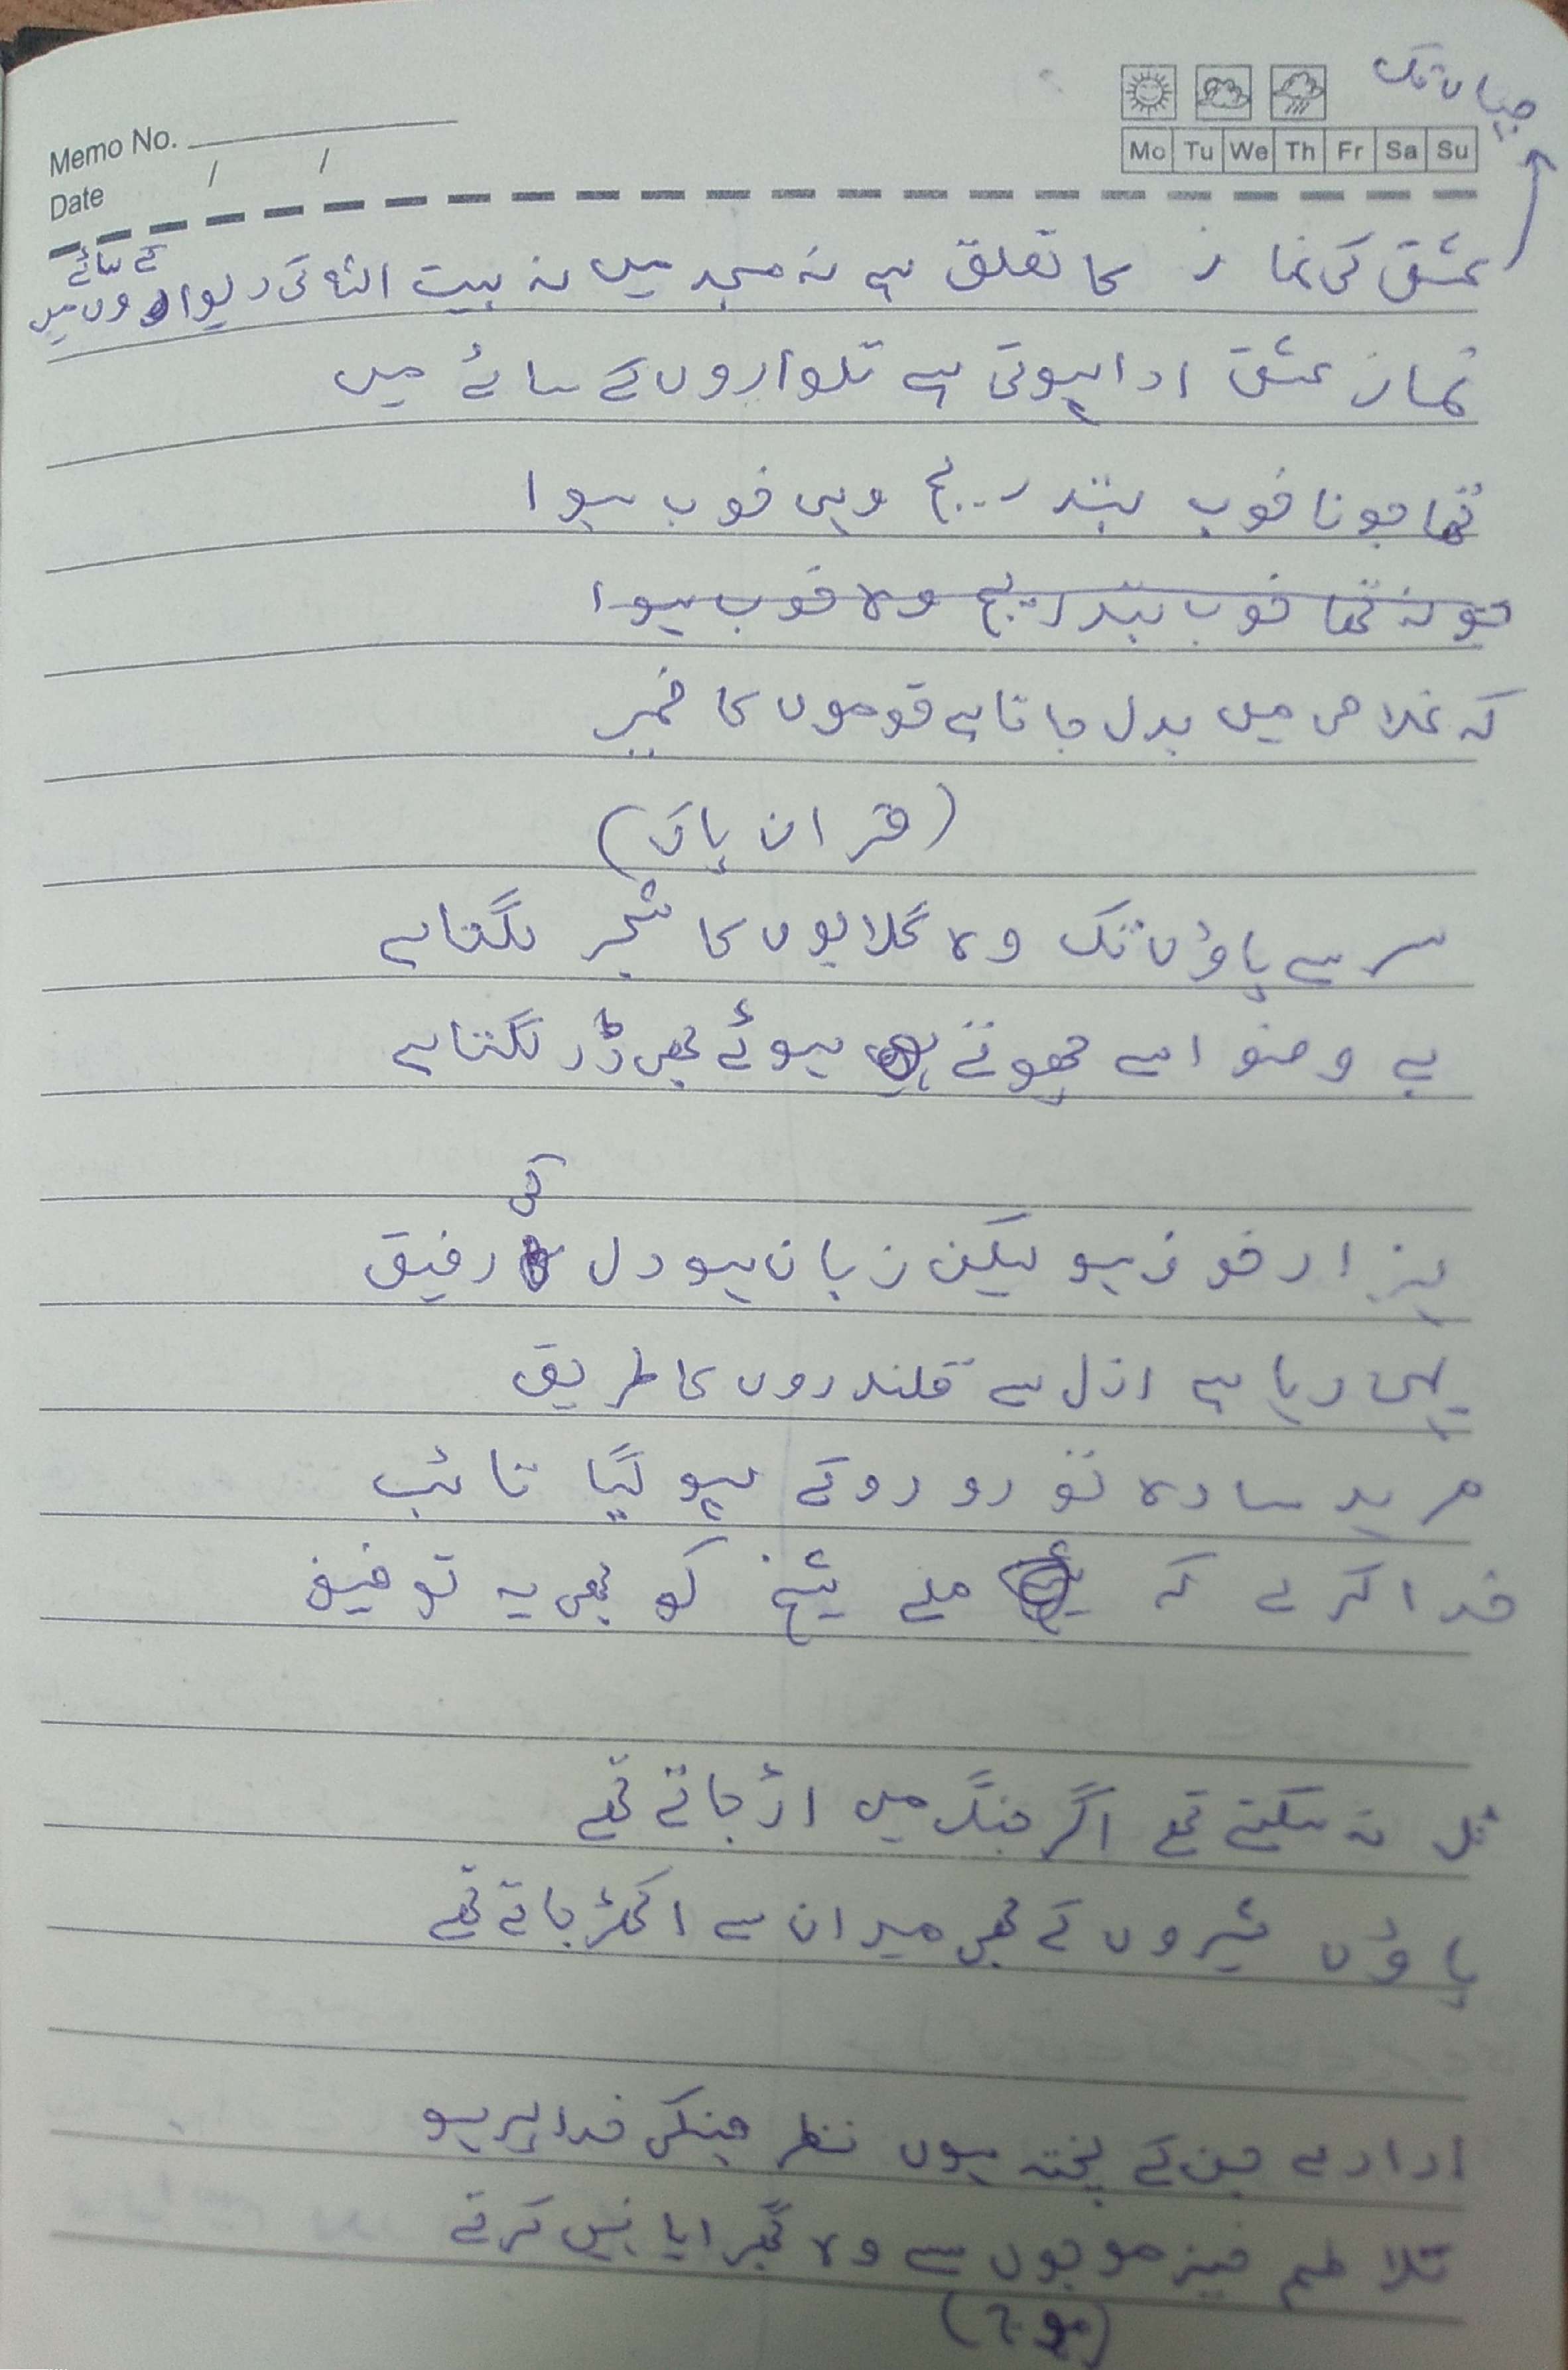 جہاں تک
Memo No.
Mo Tu We Th Fr Sa Su
Date / /
عشق کی نماز کا تعلق ہے نہ مسجد میں نہ بیت اللہ کی دیواروں کے سائے میں
نماز عشق ادا ہوتی ہے تلواروں کے سائے میں
تھا جو نا خوب بتدریج وہی خوب ہوا
جو نہ تھا خوب بتدریج وہ خوب ہوا
کہ غلامی میں بدل جاتا ہے قوموں کا ضمیر
(قران پاک)
سر سے پاؤں تک وہ گلابوں کا شجر لگتا ہے
بے وضو اسے چھوتے ہوئے بھی ڈر لگتا ہے
ہزار خوف ہو لیکن زبان ہو دل کی رفیق
یہی رہا ہے ازل سے قلندروں کا طریق
مرید سادہ تو رو رو کے ہو گیا تائب
خدا کرے کہ ملے شیخ کو بھی یہ توفیق
ٹل نہ سکتے تھے اگر جنگ میں اڑ جاتے تھے
پاؤں شیروں کے بھی میدان سے اکھڑ جاتے تھے
ارادے جن کے پختہ ہوں نظر جنکی خدا پر ہو
تلاطم خیز موجوں سے وہ گھبرایا نہیں کرتے
(موج)